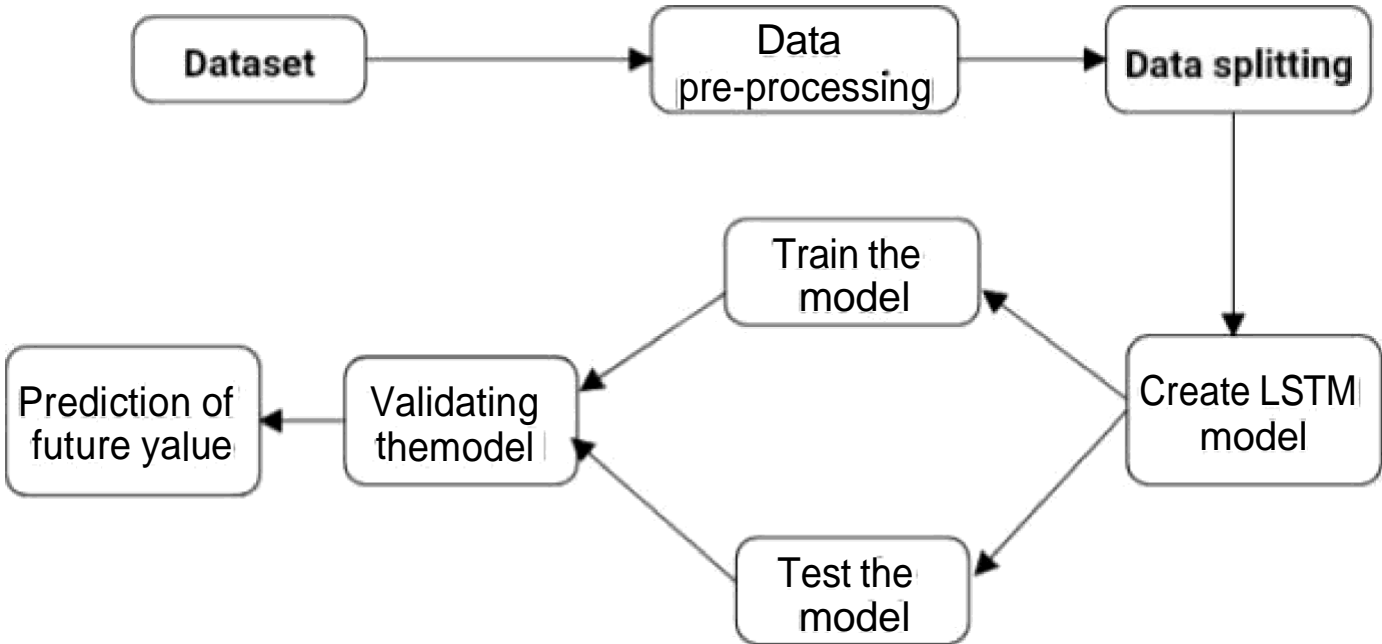 Dataset
Data
pre-processing
Data splitting
Train the
model
Create LSTM
model
Validating
themodel
Prediction of
future yalue
Test the
model